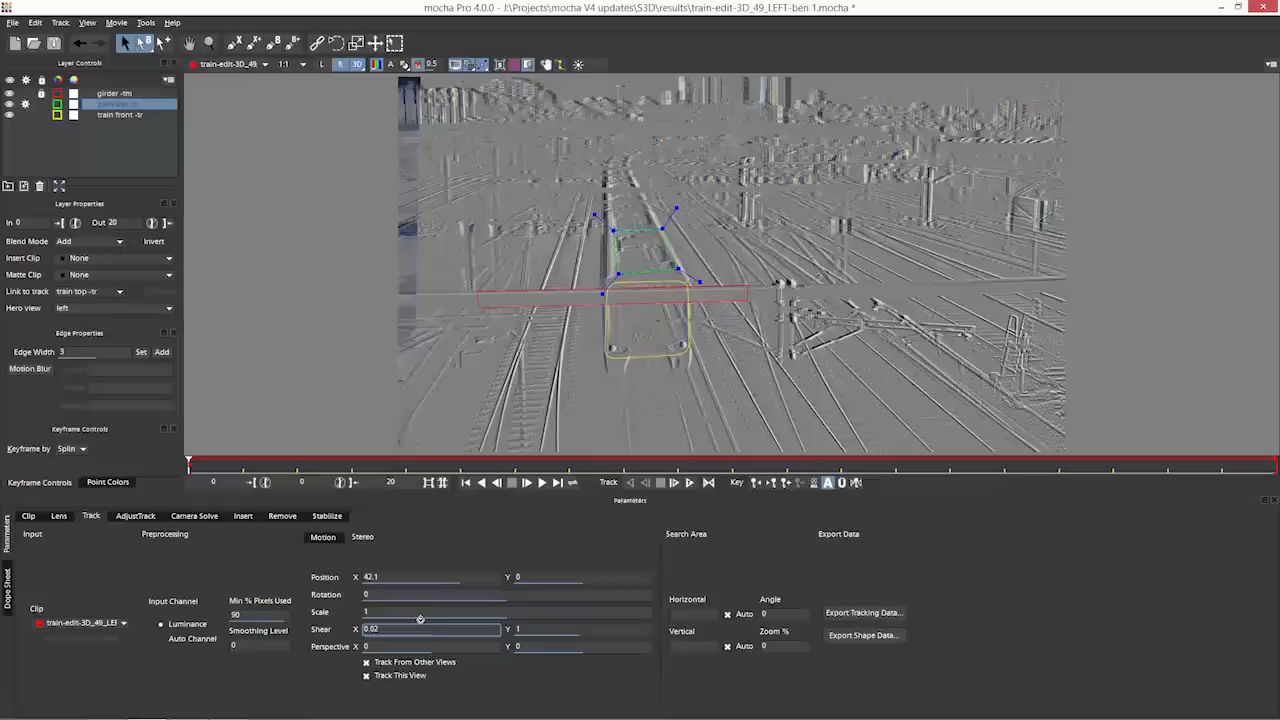 mocha Pro 4.0.0 - J:\Projects\mocha V4 updates\S3D\results\train-edit-3D_49_LEFT-ben 1.mocha *
File Edit Track View Movie Tools Help
Layer Controls
train-edit-3D_49, 1:1 L R 3D A 0.5
girder -tm
train front -tr
Layer Properties
In 0 Out 20
Blend Mode Add Invert
Insert Clip None
Matte Clip None
Link to track train top -tr
Hero view left
Edge Properties
Edge Width 3 Set Add
Motion Blur
Keyframe Controls
Keyframe by Splin
Keyframe Controls Point Colors
0 0 20 Track Key
Parameters
Parameters
Dope Sheet
Clip Lens Track AdjustTrack Camera Solve Insert Remove Stabilize
Input Preprocessing Motion Stereo Search Area Export Data
Clip
train-edit-3D_49_LEI
Input Channel
Luminance
Auto Channel
Min % Pixels Used
90
Smoothing Level
0
Position X 42.1 Y 0
Rotation 0
Scale 1
Shear X 0.02 Y 1
Perspective X 0 Y 0
Track From Other Views
Track This View
Horizontal Auto
Vertical Auto
Angle
0
Zoom %
0
Export Tracking Data...
Export Shape Data...